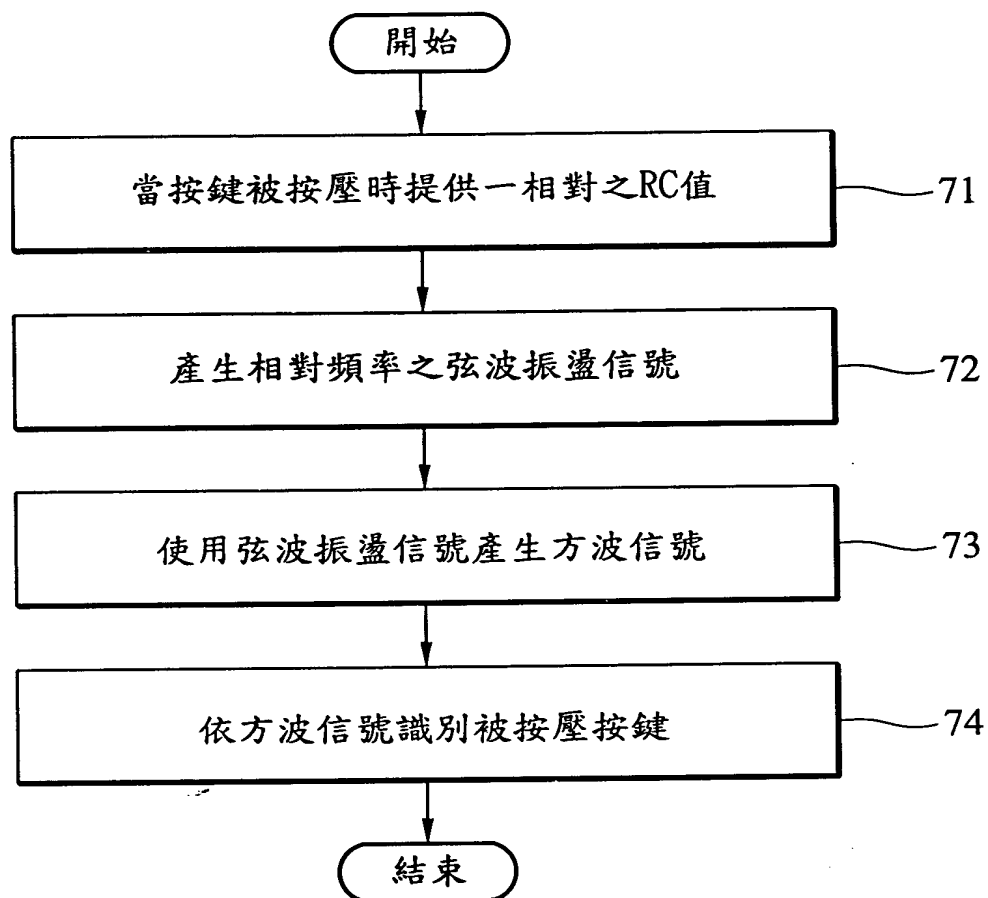 開始
當按鍵被按壓時提供一相對之RC值
71
產生相對頻率之弦波振盪信號
72
使用弦波振盪信號產生方波信號
73
依方波信號識別被按壓按鍵
74
結束